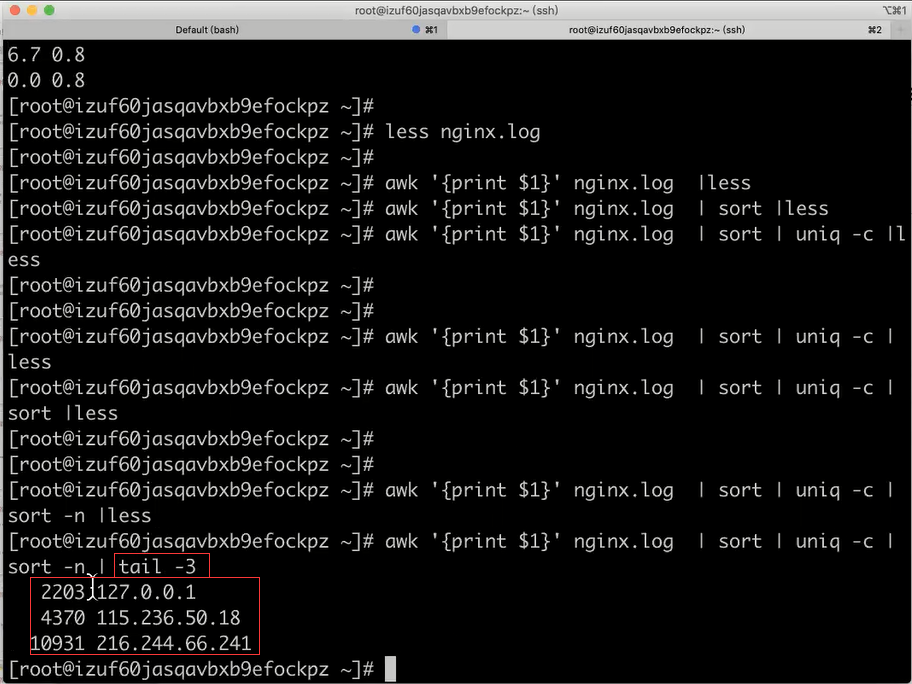 root@izuf60jasqavbxb9efockpz:~ (ssh)
⌥⌘1
Default (bash)
⌘1
root@izuf60jasqavbxb9efockpz:~ (ssh)
⌘2
6.7 0.8
0.0 0.8
[root@izuf60jasqavbxb9efockpz ~]#
[root@izuf60jasqavbxb9efockpz ~]# less nginx.log
[root@izuf60jasqavbxb9efockpz ~]#
[root@izuf60jasqavbxb9efockpz ~]# awk '{print $1}' nginx.log  |less
[root@izuf60jasqavbxb9efockpz ~]# awk '{print $1}' nginx.log  | sort |less
[root@izuf60jasqavbxb9efockpz ~]# awk '{print $1}' nginx.log  | sort | uniq -c |l
ess
[root@izuf60jasqavbxb9efockpz ~]#
[root@izuf60jasqavbxb9efockpz ~]#
[root@izuf60jasqavbxb9efockpz ~]# awk '{print $1}' nginx.log  | sort | uniq -c |
less
[root@izuf60jasqavbxb9efockpz ~]# awk '{print $1}' nginx.log  | sort | uniq -c |
sort |less
[root@izuf60jasqavbxb9efockpz ~]#
[root@izuf60jasqavbxb9efockpz ~]#
[root@izuf60jasqavbxb9efockpz ~]# awk '{print $1}' nginx.log  | sort | uniq -c |
sort -n |less
[root@izuf60jasqavbxb9efockpz ~]# awk '{print $1}' nginx.log  | sort | uniq -c |
sort -n | tail -3
2203 127.0.0.1
4370 115.236.50.18
10931 216.244.66.241
[root@izuf60jasqavbxb9efockpz ~]#